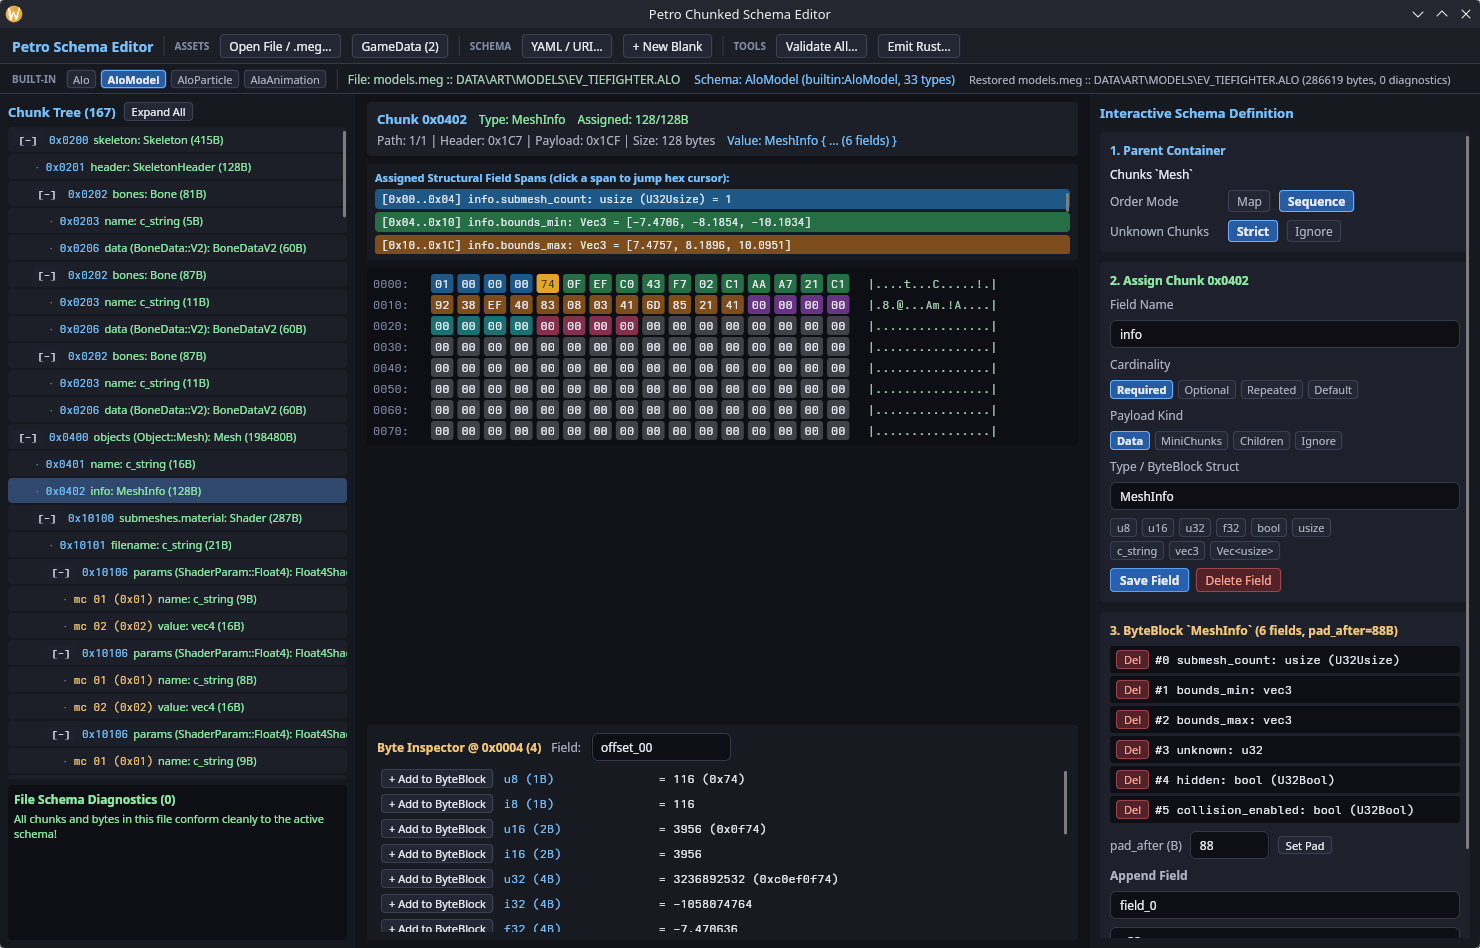 Petro Chunked Schema Editor
Petro Schema Editor ASSETS Open File / .meg... GameData (2) SCHEMA YAML / URI... + New Blank TOOLS Validate All... Emit Rust...
BUILT-IN Alo AloModel AloParticle AlaAnimation File: models.meg :: DATA\ART\MODELS\EV_TIEFIGHTER.ALO Schema: AloModel (builtin:AloModel, 33 types) Restored models.meg :: DATA\ART\MODELS\EV_TIEFIGHTER.ALO (286619 bytes, 0 diagnostics)
Chunk Tree (167) Expand All
[-] 0x0200 skeleton: Skeleton (415B)
· 0x0201 header: SkeletonHeader (128B)
[-] 0x0202 bones: Bone (81B)
· 0x0203 name: c_string (5B)
· 0x0206 data (BoneData::V2): BoneDataV2 (60B)
[-] 0x0202 bones: Bone (87B)
· 0x0203 name: c_string (11B)
· 0x0206 data (BoneData::V2): BoneDataV2 (60B)
[-] 0x0202 bones: Bone (87B)
· 0x0203 name: c_string (11B)
· 0x0206 data (BoneData::V2): BoneDataV2 (60B)
[-] 0x0400 objects (Object::Mesh): Mesh (198480B)
· 0x0401 name: c_string (16B)
· 0x0402 info: MeshInfo (128B)
[-] 0x10100 submeshes.material: Shader (287B)
· 0x10101 filename: c_string (21B)
[-] 0x10106 params (ShaderParam::Float4): Float4Sha
· mc 01 (0x01) name: c_string (9B)
· mc 02 (0x02) value: vec4 (16B)
[-] 0x10106 params (ShaderParam::Float4): Float4Sha
· mc 01 (0x01) name: c_string (8B)
· mc 02 (0x02) value: vec4 (16B)
[-] 0x10106 params (ShaderParam::Float4): Float4Sha
· mc 01 (0x01) name: c_string (9B)
File Schema Diagnostics (0)
All chunks and bytes in this file conform cleanly to the active
schema!
Chunk 0x0402 Type: MeshInfo Assigned: 128/128B
Path: 1/1 | Header: 0x1C7 | Payload: 0x1CF | Size: 128 bytes Value: MeshInfo { ... (6 fields) }
Assigned Structural Field Spans (click a span to jump hex cursor):
[0x00..0x04] info.submesh_count: usize (U32Usize) = 1
[0x04..0x10] info.bounds_min: Vec3 = [-7.4706, -8.1854, -10.1034]
[0x10..0x1C] info.bounds_max: Vec3 = [7.4757, 8.1896, 10.0951]
0000: 01 00 00 00 74 0F EF C0 43 F7 02 C1 AA A7 21 C1 |....t...C.....!.|
0010: 92 38 EF 40 83 08 03 41 6D 85 21 41 00 00 00 00 |.8.@...Am.!A....|
0020: 00 00 00 00 00 00 00 00 00 00 00 00 00 00 00 00 |................|
0030: 00 00 00 00 00 00 00 00 00 00 00 00 00 00 00 00 |................|
0040: 00 00 00 00 00 00 00 00 00 00 00 00 00 00 00 00 |................|
0050: 00 00 00 00 00 00 00 00 00 00 00 00 00 00 00 00 |................|
0060: 00 00 00 00 00 00 00 00 00 00 00 00 00 00 00 00 |................|
0070: 00 00 00 00 00 00 00 00 00 00 00 00 00 00 00 00 |................|
Byte Inspector @ 0x0004 (4) Field: offset_00
+ Add to ByteBlock u8 (1B) = 116 (0x74)
+ Add to ByteBlock i8 (1B) = 116
+ Add to ByteBlock u16 (2B) = 3956 (0x0f74)
+ Add to ByteBlock i16 (2B) = 3956
+ Add to ByteBlock u32 (4B) = 3236892532 (0xc0ef0f74)
+ Add to ByteBlock i32 (4B) = -1058074764
+ Add to ByteBlock f32 (4B) = -7.470636
Interactive Schema Definition
1. Parent Container
Chunks `Mesh`
Order Mode Map Sequence
Unknown Chunks Strict Ignore
2. Assign Chunk 0x0402
Field Name
info
Cardinality
Required Optional Repeated Default
Payload Kind
Data MiniChunks Children Ignore
Type / ByteBlock Struct
MeshInfo
u8 u16 u32 f32 bool usize
c_string vec3 Vec<usize>
Save Field Delete Field
3. ByteBlock `MeshInfo` (6 fields, pad_after=88B)
Del #0 submesh_count: usize (U32Usize)
Del #1 bounds_min: vec3
Del #2 bounds_max: vec3
Del #3 unknown: u32
Del #4 hidden: bool (U32Bool)
Del #5 collision_enabled: bool (U32Bool)
pad_after (B) 88 Set Pad
Append Field
field_0